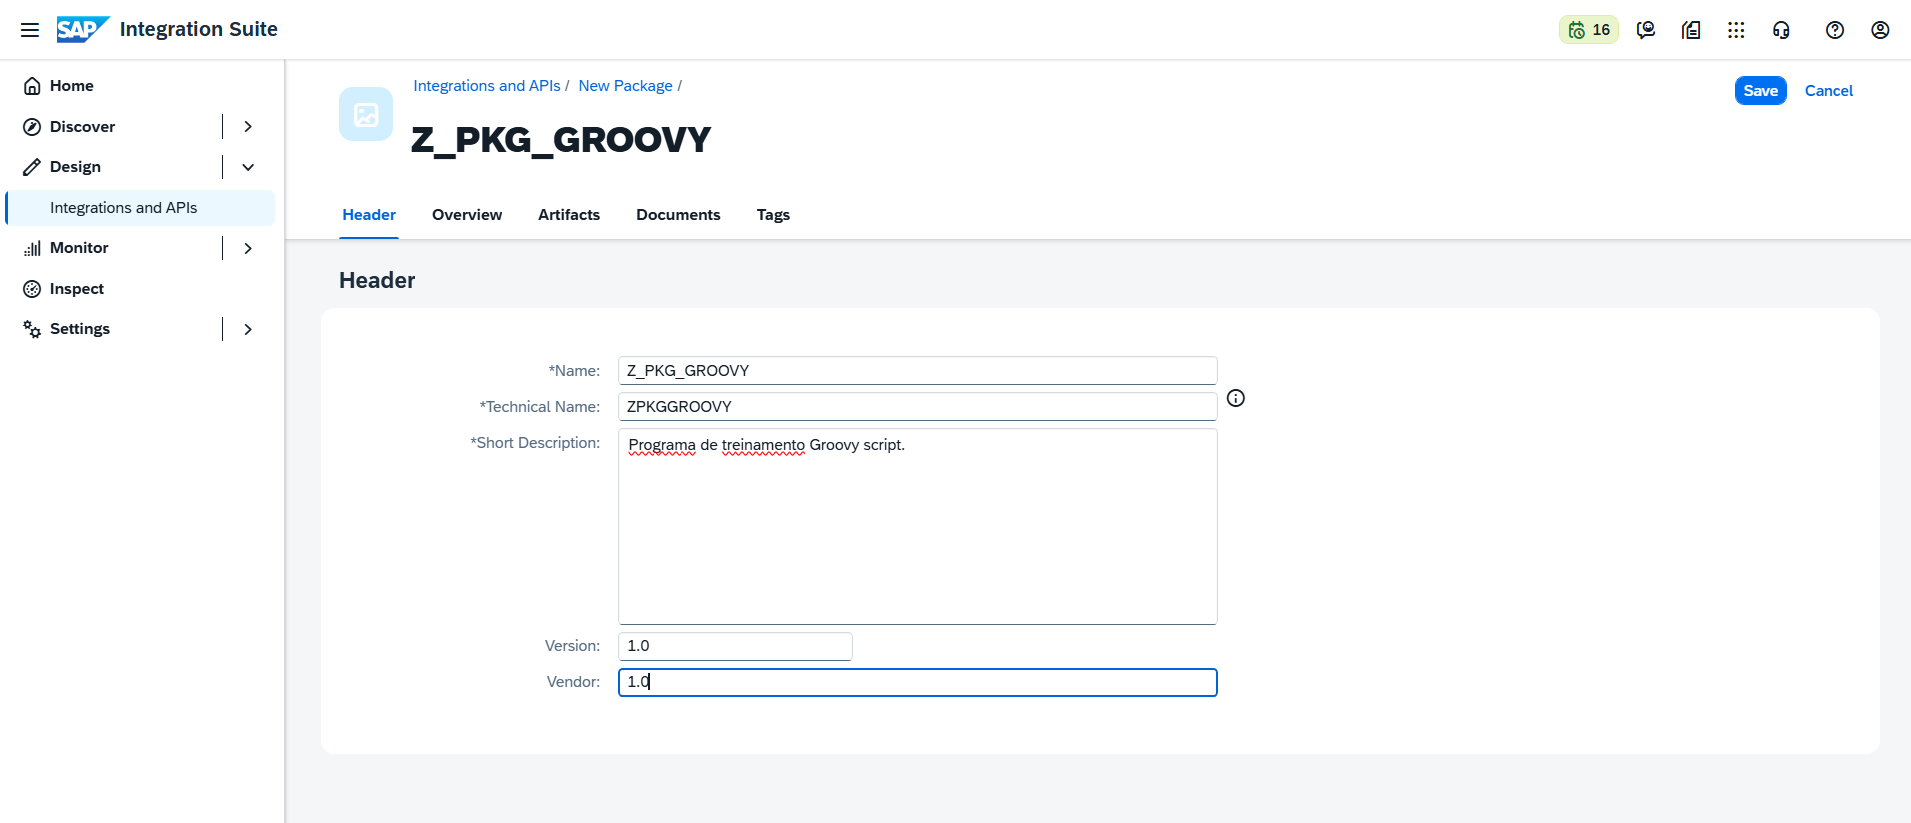 SAP Integration Suite
16
Home
Discover
Design
Integrations and APIs
Monitor
Inspect
Settings
Integrations and APIs / New Package /
Save Cancel
Z_PKG_GROOVY
Header Overview Artifacts Documents Tags
Header
*Name: Z_PKG_GROOVY
*Technical Name: ZPKGGROOVY
*Short Description: Programa de treinamento Groovy script.
Version: 1.0
Vendor: 1.0